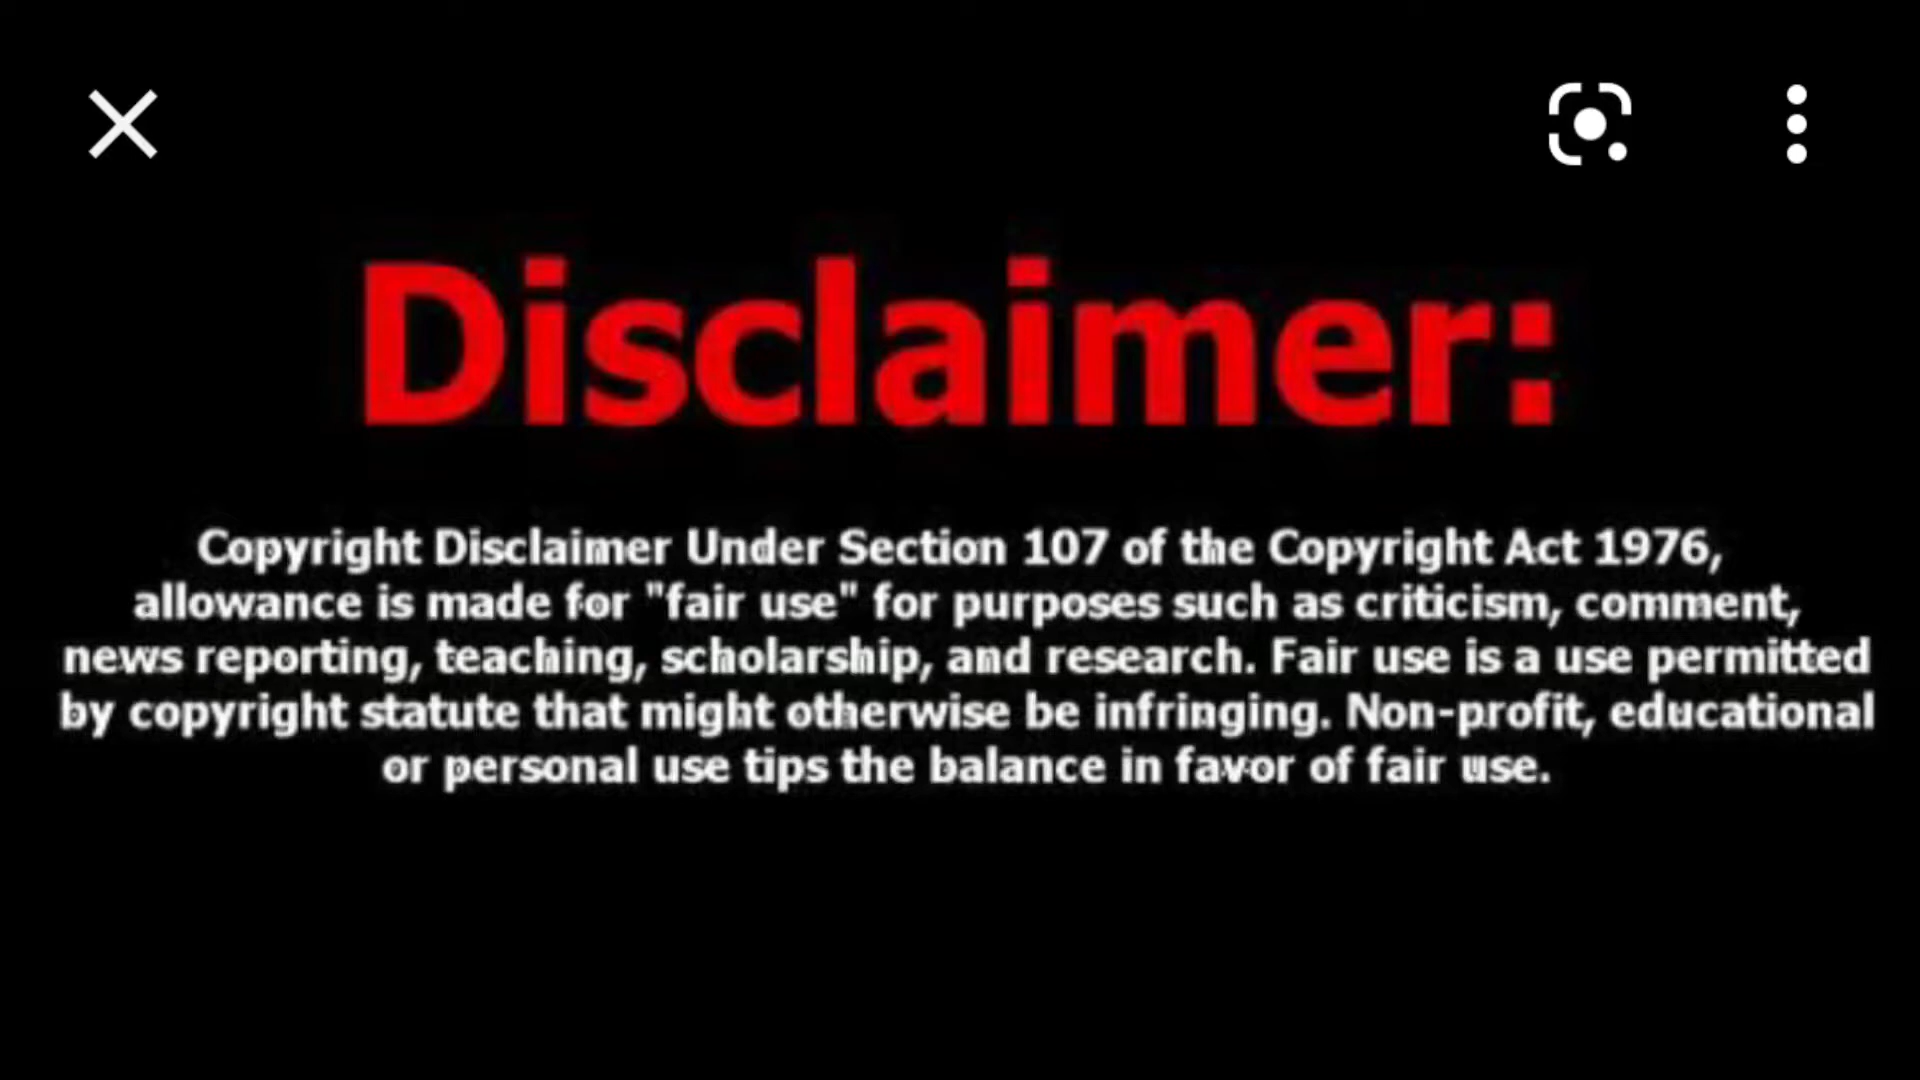 Disclaimer:
Copyright Disclaimer Under Section 107 of the Copyright Act 1976,
allowance is made for "fair use" for purposes such as criticism, comment,
news reporting, teaching, scholarship, and research. Fair use is a use permitted
by copyright statute that might otherwise be infringing. Non-profit, educational
or personal use tips the balance in favor of fair use.